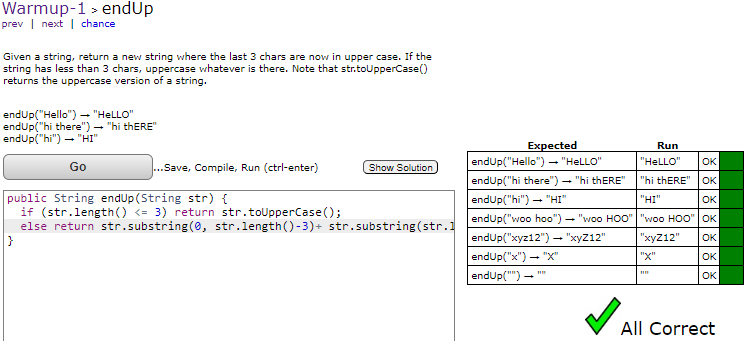 Warmup-1 > endUp
prev | next | chance
Given a string, return a new string where the last 3 chars are now in upper case. If the
string has less than 3 chars, uppercase whatever is there. Note that str.toUpperCase()
returns the uppercase version of a string.
endUp("Hello") → "HeLLO"
endUp("hi there") → "hi thERE"
endUp("hi") → "HI"
Go
...Save, Compile, Run (ctrl-enter)
Show Solution
public String endUp(String str) {
if (str.length() <= 3) return str.toUpperCase();
else return str.substring(0, str.length()-3)+ str.substring(str.l
}
Expected Run
endUp("Hello") → "HeLLO" "HeLLO" OK
endUp("hi there") → "hi thERE" "hi thERE" OK
endUp("hi") → "HI" "HI" OK
endUp("woo hoo") → "woo HOO" "woo HOO" OK
endUp("xyz12") → "xyZ12" "xyZ12" OK
endUp("x") → "X" "X" OK
endUp("") → "" "" OK
All Correct